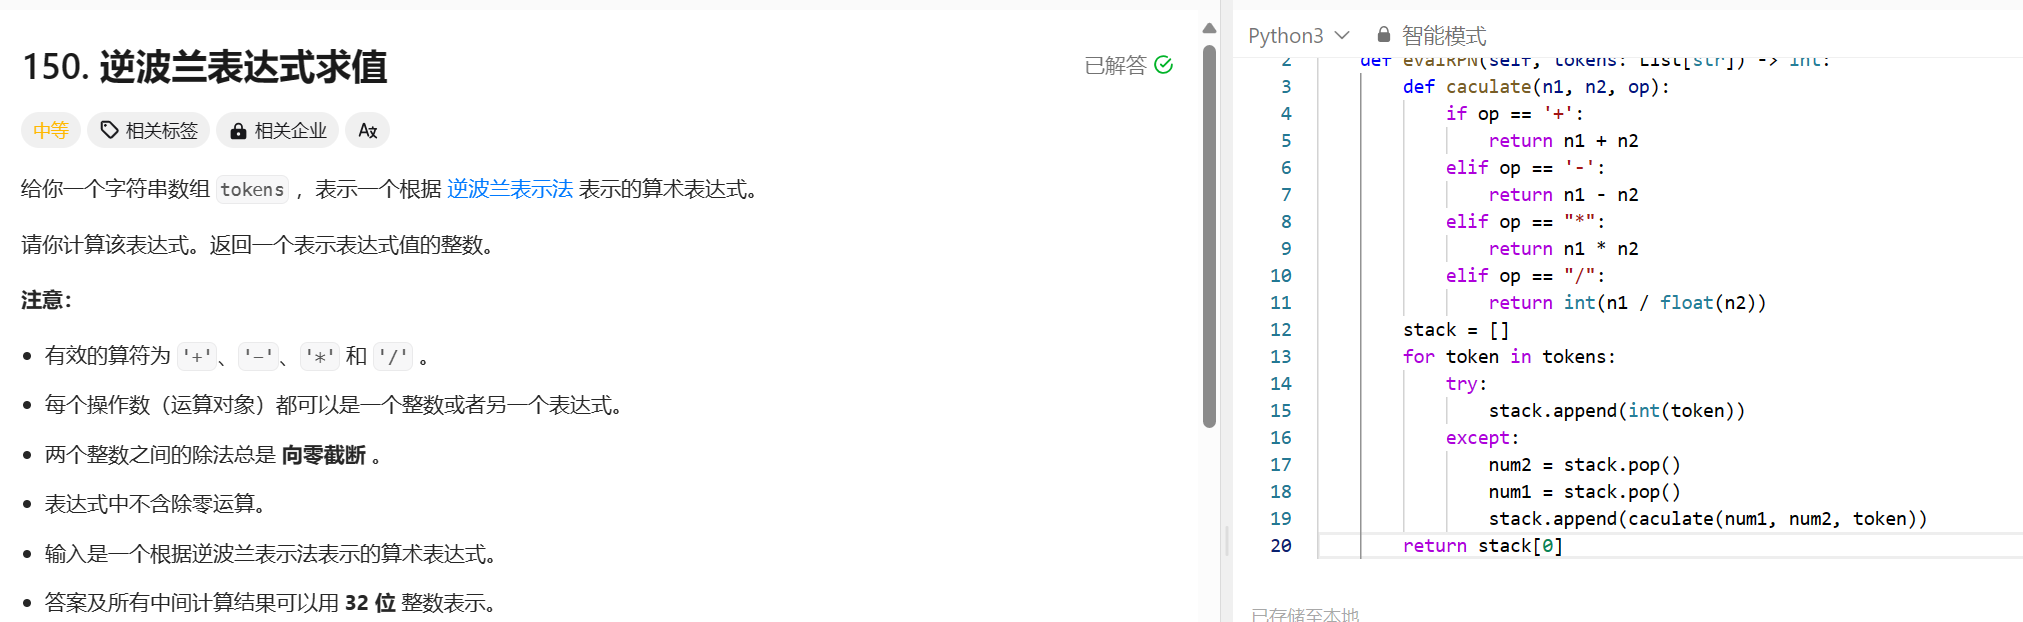 150. 逆波兰表达式求值
已解答
中等 相关标签 相关企业
给你一个字符串数组 tokens ，表示一个根据 逆波兰表示法 表示的算术表达式。
请你计算该表达式。返回一个表示表达式值的整数。
注意：
• 有效的算符为 '+'、'-'、'*' 和 '/' 。
• 每个操作数（运算对象）都可以是一个整数或者另一个表达式。
• 两个整数之间的除法总是 向零截断 。
• 表达式中不含除零运算。
• 输入是一个根据逆波兰表示法表示的算术表达式。
• 答案及所有中间计算结果可以用 32 位 整数表示。
Python3 智能模式
2 def evalRPN(self, tokens: List[str]) -> int:
3 def caculate(n1, n2, op):
4 if op == '+':
5 return n1 + n2
6 elif op == '-':
7 return n1 - n2
8 elif op == "*":
9 return n1 * n2
10 elif op == "/":
11 return int(n1 / float(n2))
12 stack = []
13 for token in tokens:
14 try:
15 stack.append(int(token))
16 except:
17 num2 = stack.pop()
18 num1 = stack.pop()
19 stack.append(caculate(num1, num2, token))
20 return stack[0]
已存储至本地